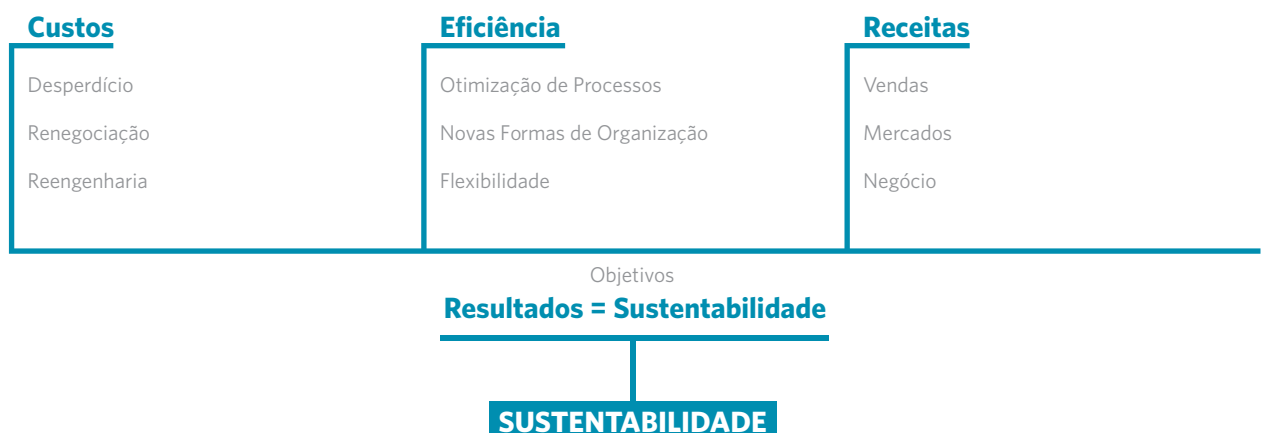 Custos
Desperdício
Renegociação
Reengenharia
Eficiência
Otimização de Processos
Novas Formas de Organização
Flexibilidade
Receitas
Vendas
Mercados
Negócio
Objetivos
Resultados = Sustentabilidade
SUSTENTABILIDADE